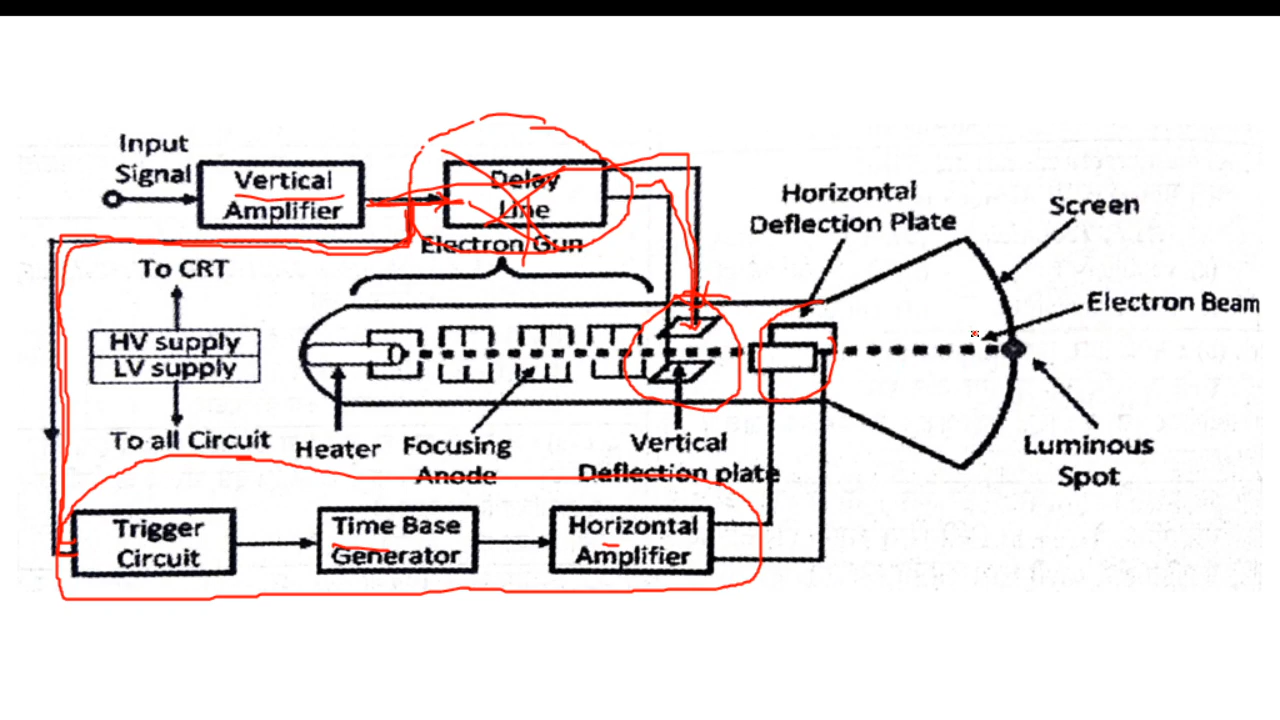 Input
Signal
Vertical
Amplifier
Delay
Line
Electron Gun
Horizontal
Deflection Plate
Screen
Electron Beam
To CRT
HV supply
LV supply
To all Circuit
Heater
Focusing
Anode
Vertical
Deflection plate
Luminous
Spot
Trigger
Circuit
Time Base
Generator
Horizontal
Amplifier